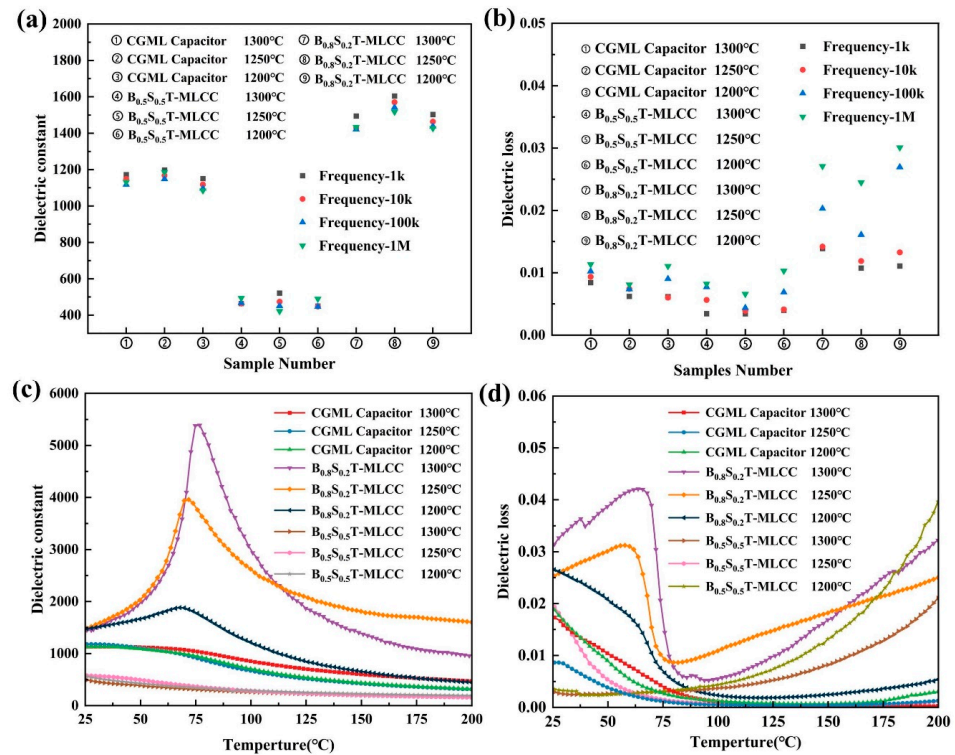 (a)
2000
1800
1600
1400
1200
1000
800
600
400
Dielectric constant
① CGML Capacitor 1300℃
② CGML Capacitor 1250℃
③ CGML Capacitor 1200℃
④ B0.5S0.5T-MLCC 1300℃
⑤ B0.5S0.5T-MLCC 1250℃
⑥ B0.5S0.5T-MLCC 1200℃
⑦ B0.8S0.2T-MLCC 1300℃
⑧ B0.8S0.2T-MLCC 1250℃
⑨ B0.8S0.2T-MLCC 1200℃
Frequency-1k
Frequency-10k
Frequency-100k
Frequency-1M
① ② ③ ④ ⑤ ⑥ ⑦ ⑧ ⑨
Sample Number
(b)
0.05
0.04
0.03
0.02
0.01
0.00
Dielectric loss
① CGML Capacitor 1300℃
② CGML Capacitor 1250℃
③ CGML Capacitor 1200℃
④ B0.5S0.5T-MLCC 1300℃
⑤ B0.5S0.5T-MLCC 1250℃
⑥ B0.5S0.5T-MLCC 1200℃
⑦ B0.8S0.2T-MLCC 1300℃
⑧ B0.8S0.2T-MLCC 1250℃
⑨ B0.8S0.2T-MLCC 1200℃
Frequency-1k
Frequency-10k
Frequency-100k
Frequency-1M
① ② ③ ④ ⑤ ⑥ ⑦ ⑧ ⑨
Samples Number
(c)
6000
5000
4000
3000
2000
1000
0
Dielectric constant
CGML Capacitor 1300℃
CGML Capacitor 1250℃
CGML Capacitor 1200℃
B0.8S0.2T-MLCC 1300℃
B0.8S0.2T-MLCC 1250℃
B0.8S0.2T-MLCC 1200℃
B0.5S0.5T-MLCC 1300℃
B0.5S0.5T-MLCC 1250℃
B0.5S0.5T-MLCC 1200℃
25 50 75 100 125 150 175 200
Temperture(℃)
(d)
0.06
0.05
0.04
0.03
0.02
0.01
0.00
Dielectric loss
CGML Capacitor 1300℃
CGML Capacitor 1250℃
CGML Capacitor 1200℃
B0.8S0.2T-MLCC 1300℃
B0.8S0.2T-MLCC 1250℃
B0.8S0.2T-MLCC 1200℃
B0.5S0.5T-MLCC 1300℃
B0.5S0.5T-MLCC 1250℃
B0.5S0.5T-MLCC 1200℃
25 50 75 100 125 150 175 200
Temperture(℃)